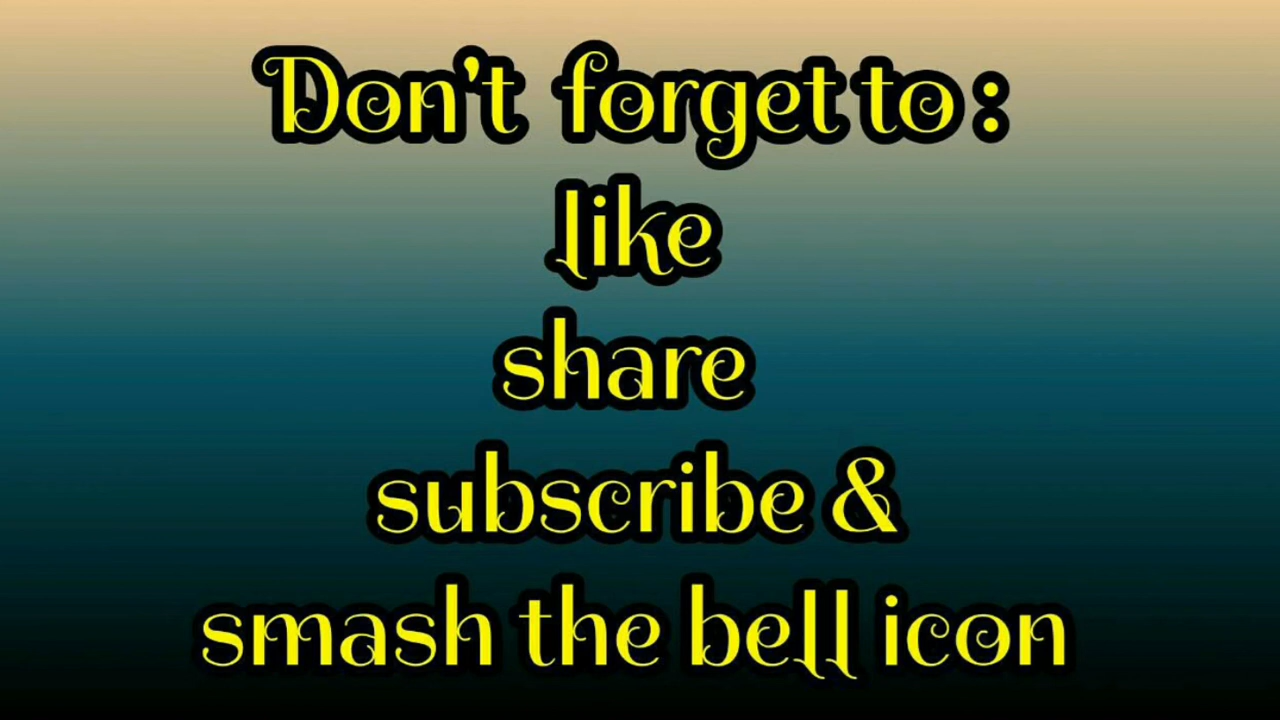 Don't forget to :
like
share
subscribe &
smash the bell icon